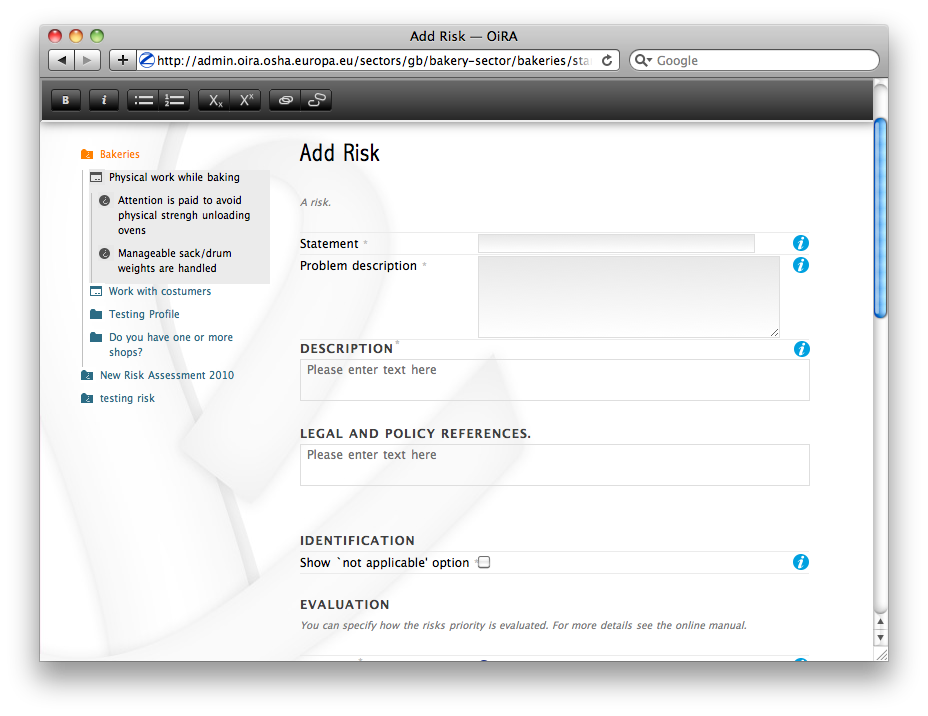 Add Risk — OiRA
http://admin.oira.osha.europa.eu/sectors/gb/bakery-sector/bakeries/sta
Google
B
i
Xx
Xx
Bakeries
Physical work while baking
Attention is paid to avoid
physical strengh unloading
ovens
Manageable sack/drum
weights are handled
Work with costumers
Testing Profile
Do you have one or more
shops?
New Risk Assessment 2010
testing risk
Add Risk
A risk.
Statement *
Problem description *
DESCRIPTION*
Please enter text here
LEGAL AND POLICY REFERENCES.
Please enter text here
IDENTIFICATION
Show `not applicable' option *
EVALUATION
You can specify how the risks priority is evaluated. For more details see the online manual.